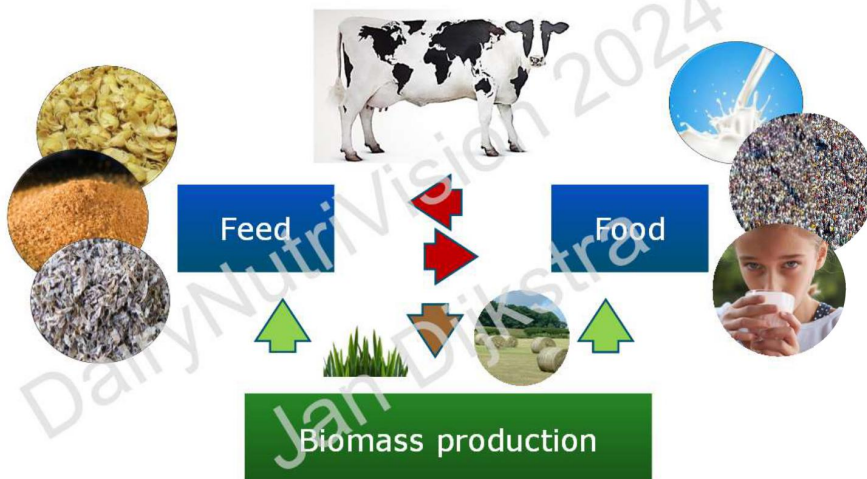 Feed
Food
Biomass production
DairyNutriVision 2024
Jan Dijkstra